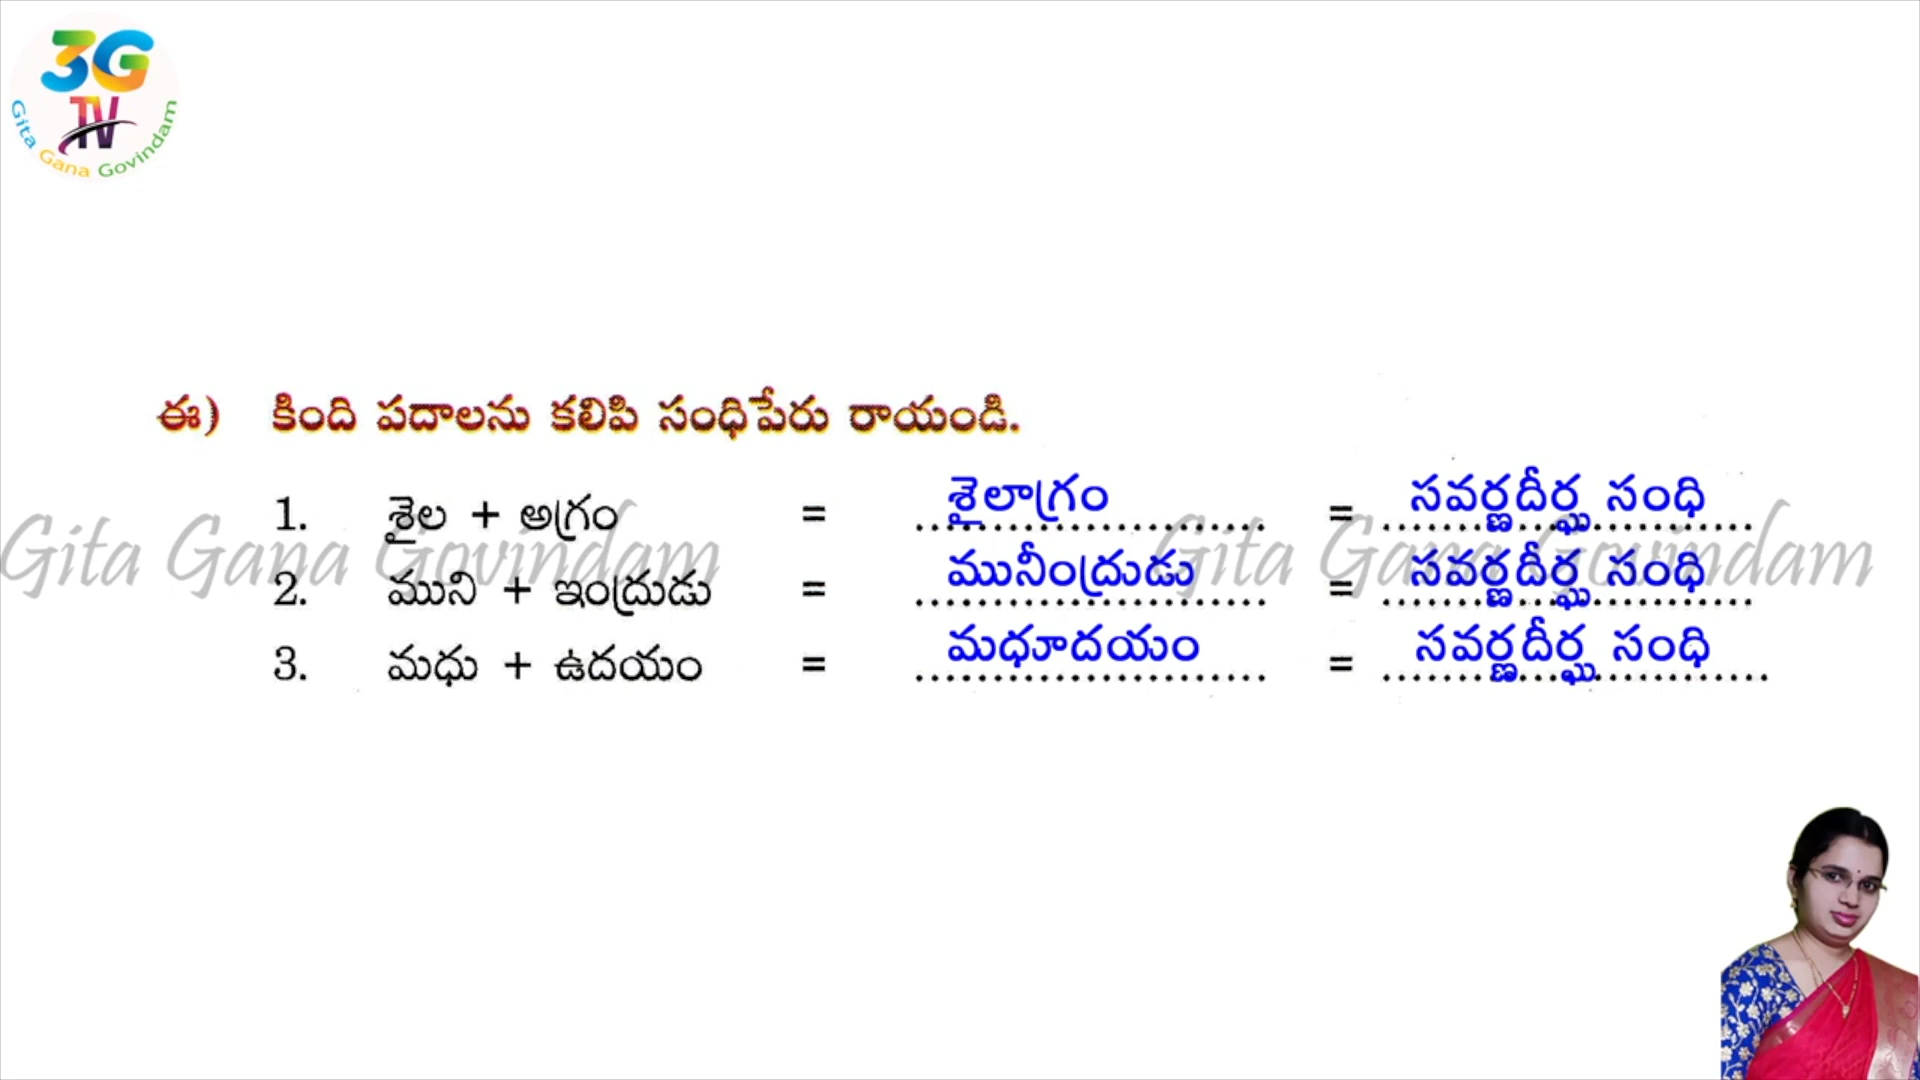 3G
TV
Gita Gana Govindam
ఈ) కింది పదాలను కలిపి సంధిపేరు రాయండి.
1. శైల + అగ్రం = శైలాగ్రం = సవర్ణదీర్ఘ సంధి
Gita Gana Govindam Gita Gana Govindam
2. ముని + ఇంద్రుడు = మునీంద్రుడు = సవర్ణదీర్ఘ సంధి
3. మధు + ఉదయం = మధూదయం = సవర్ణదీర్ఘ సంధి